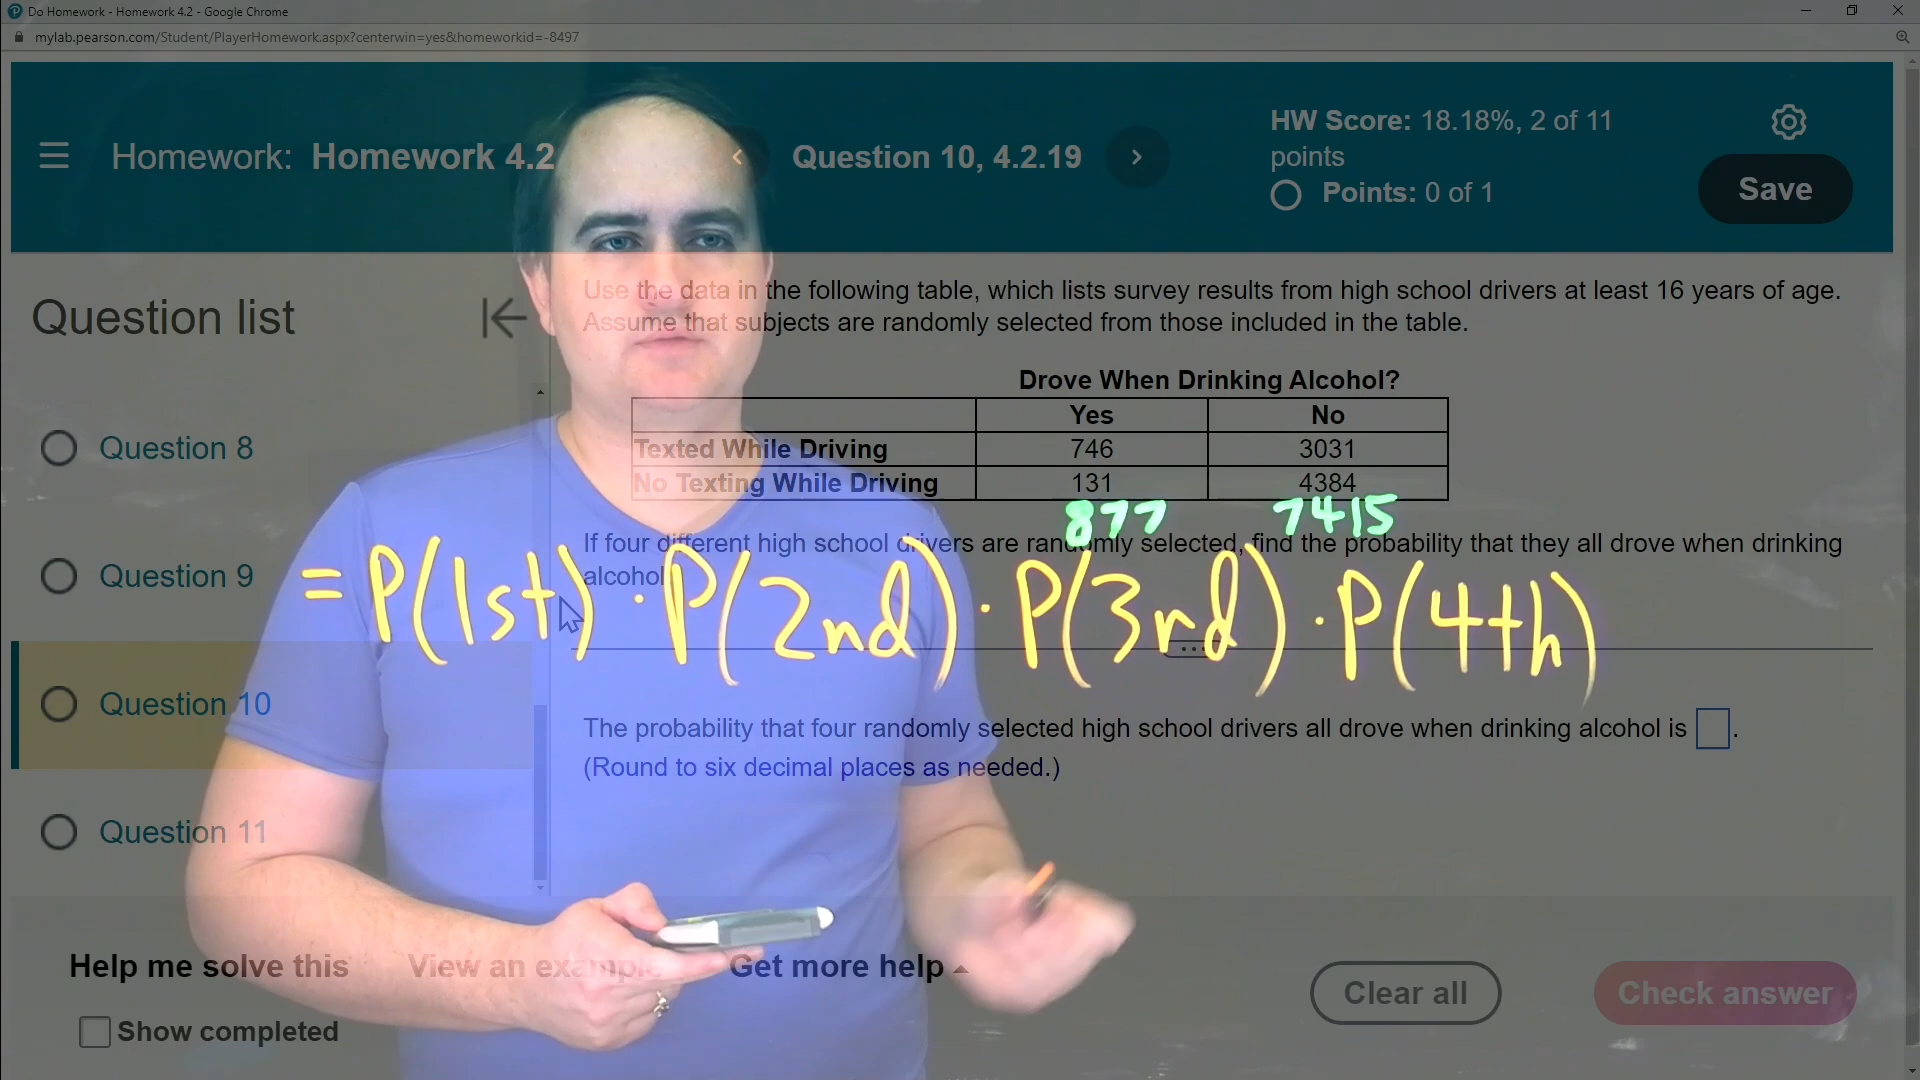 Do Homework - Homework 4.2 - Google Chrome
mylab.pearson.com/Student/PlayerHomework.aspx?centerwin=yes&homeworkid=-8497
Homework: Homework 4.2
Question 10, 4.2.19
HW Score: 18.18%, 2 of 11
points
Points: 0 of 1
Save
Question list
Question 8
Question 9
Question 10
Question 11
Use the data in the following table, which lists survey results from high school drivers at least 16 years of age.
Assume that subjects are randomly selected from those included in the table.
Drove When Drinking Alcohol?
Yes No
Texted While Driving 746 3031
No Texting While Driving 131 4384
877 7415
If four different high school drivers are randomly selected, find the probability that they all drove when drinking
alcohol
= P(1st) · P(2nd) · P(3rd) · P(4th)
The probability that four randomly selected high school drivers all drove when drinking alcohol is .
(Round to six decimal places as needed.)
Help me solve this View an example Get more help
Clear all
Check answer
Show completed